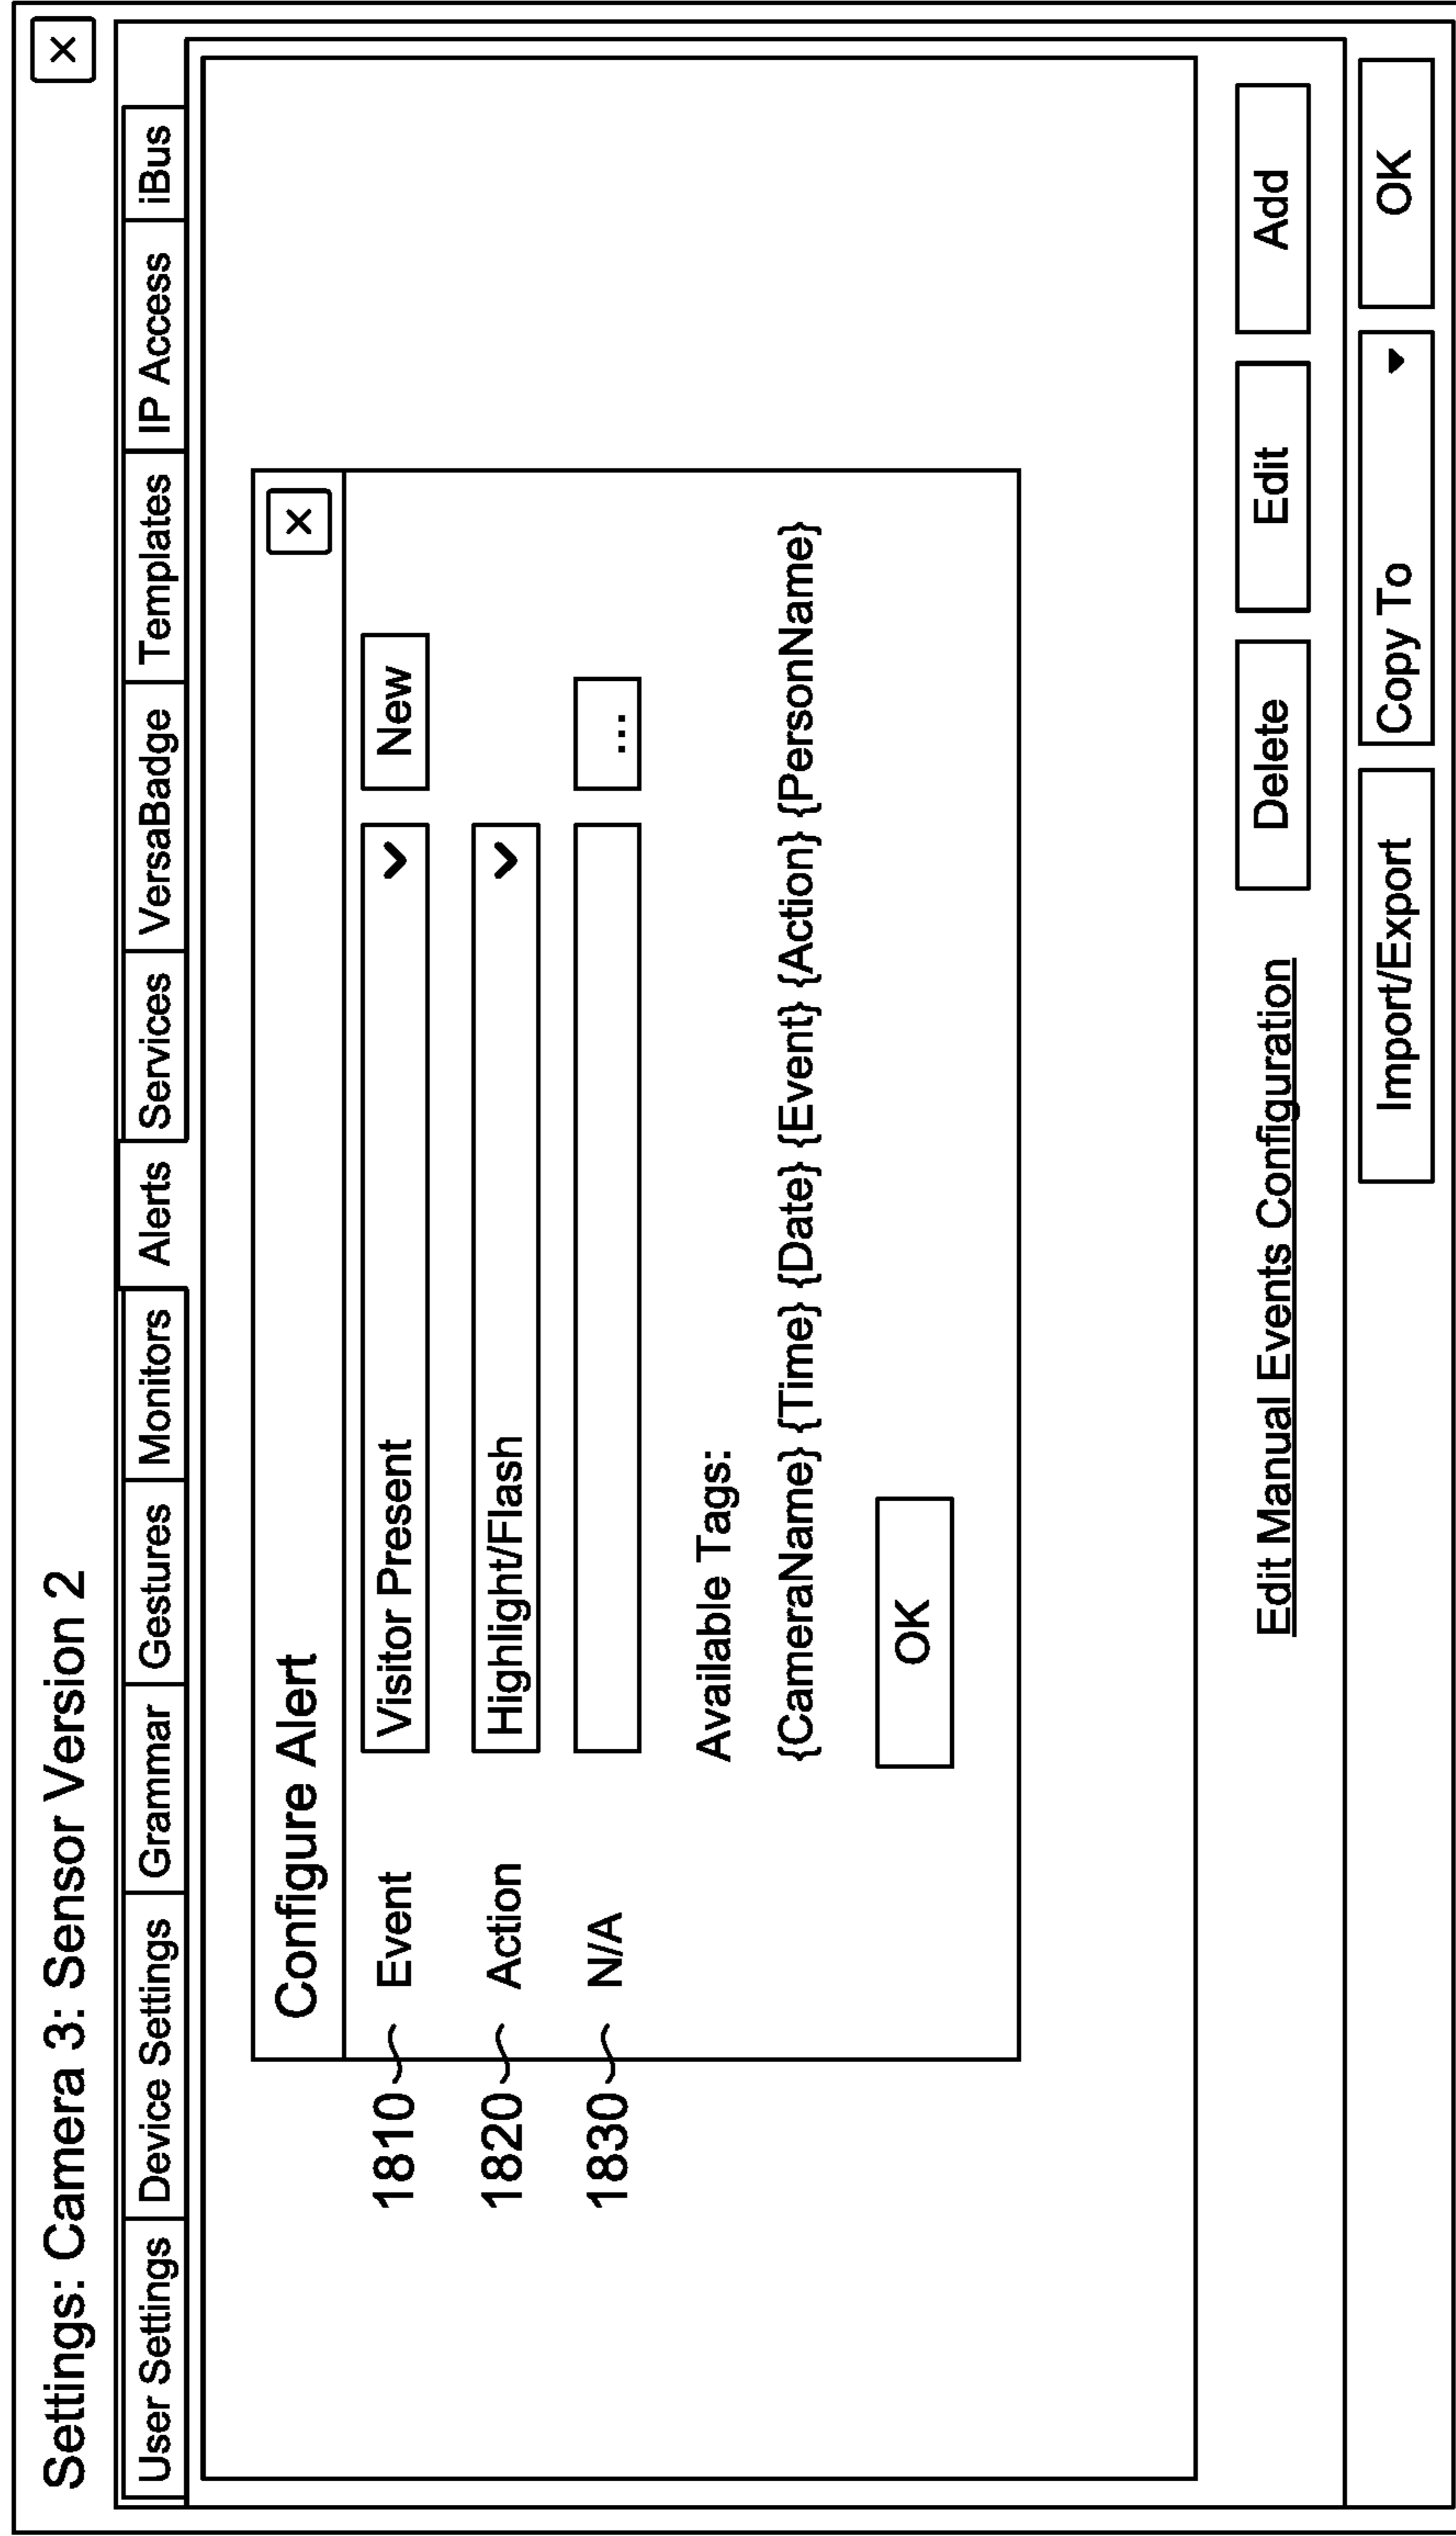 Settings: Camera 3: Sensor Version 2 ×
User Settings Device Settings Grammar Gestures Monitors Alerts Services VersaBadge Templates IP Access iBus
Configure Alert ×
1810 Event Visitor Present New
1820 Action Highlight/Flash
1830 N/A ...
Available Tags:
{CameraName} {Time} {Date} {Event} {Action} {PersonName}
OK
Edit Manual Events Configuration Delete Edit Add
Import/Export Copy To OK